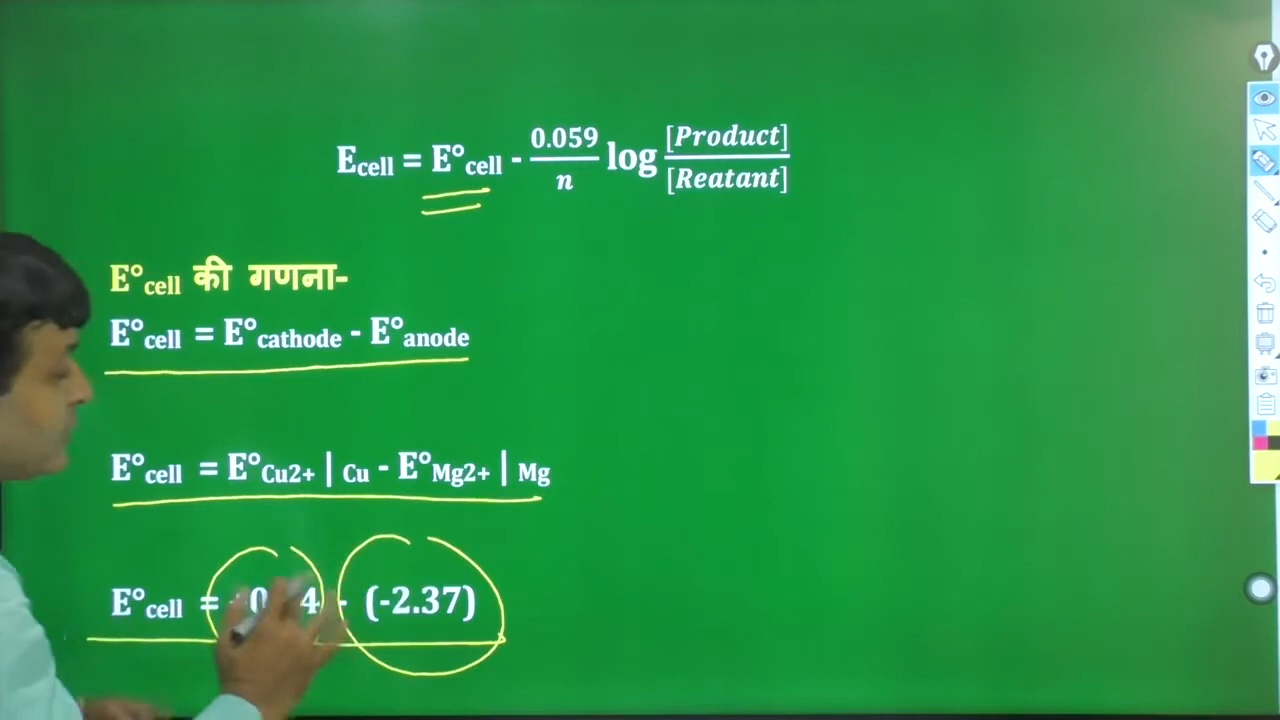 Ecell = E°cell - 0.059/n log [Product]/[Reatant]
E°cell की गणना-
E°cell = E°cathode - E°anode
E°cell = E°Cu2+ | Cu - E°Mg2+ | Mg
E°cell = - (-2.37)